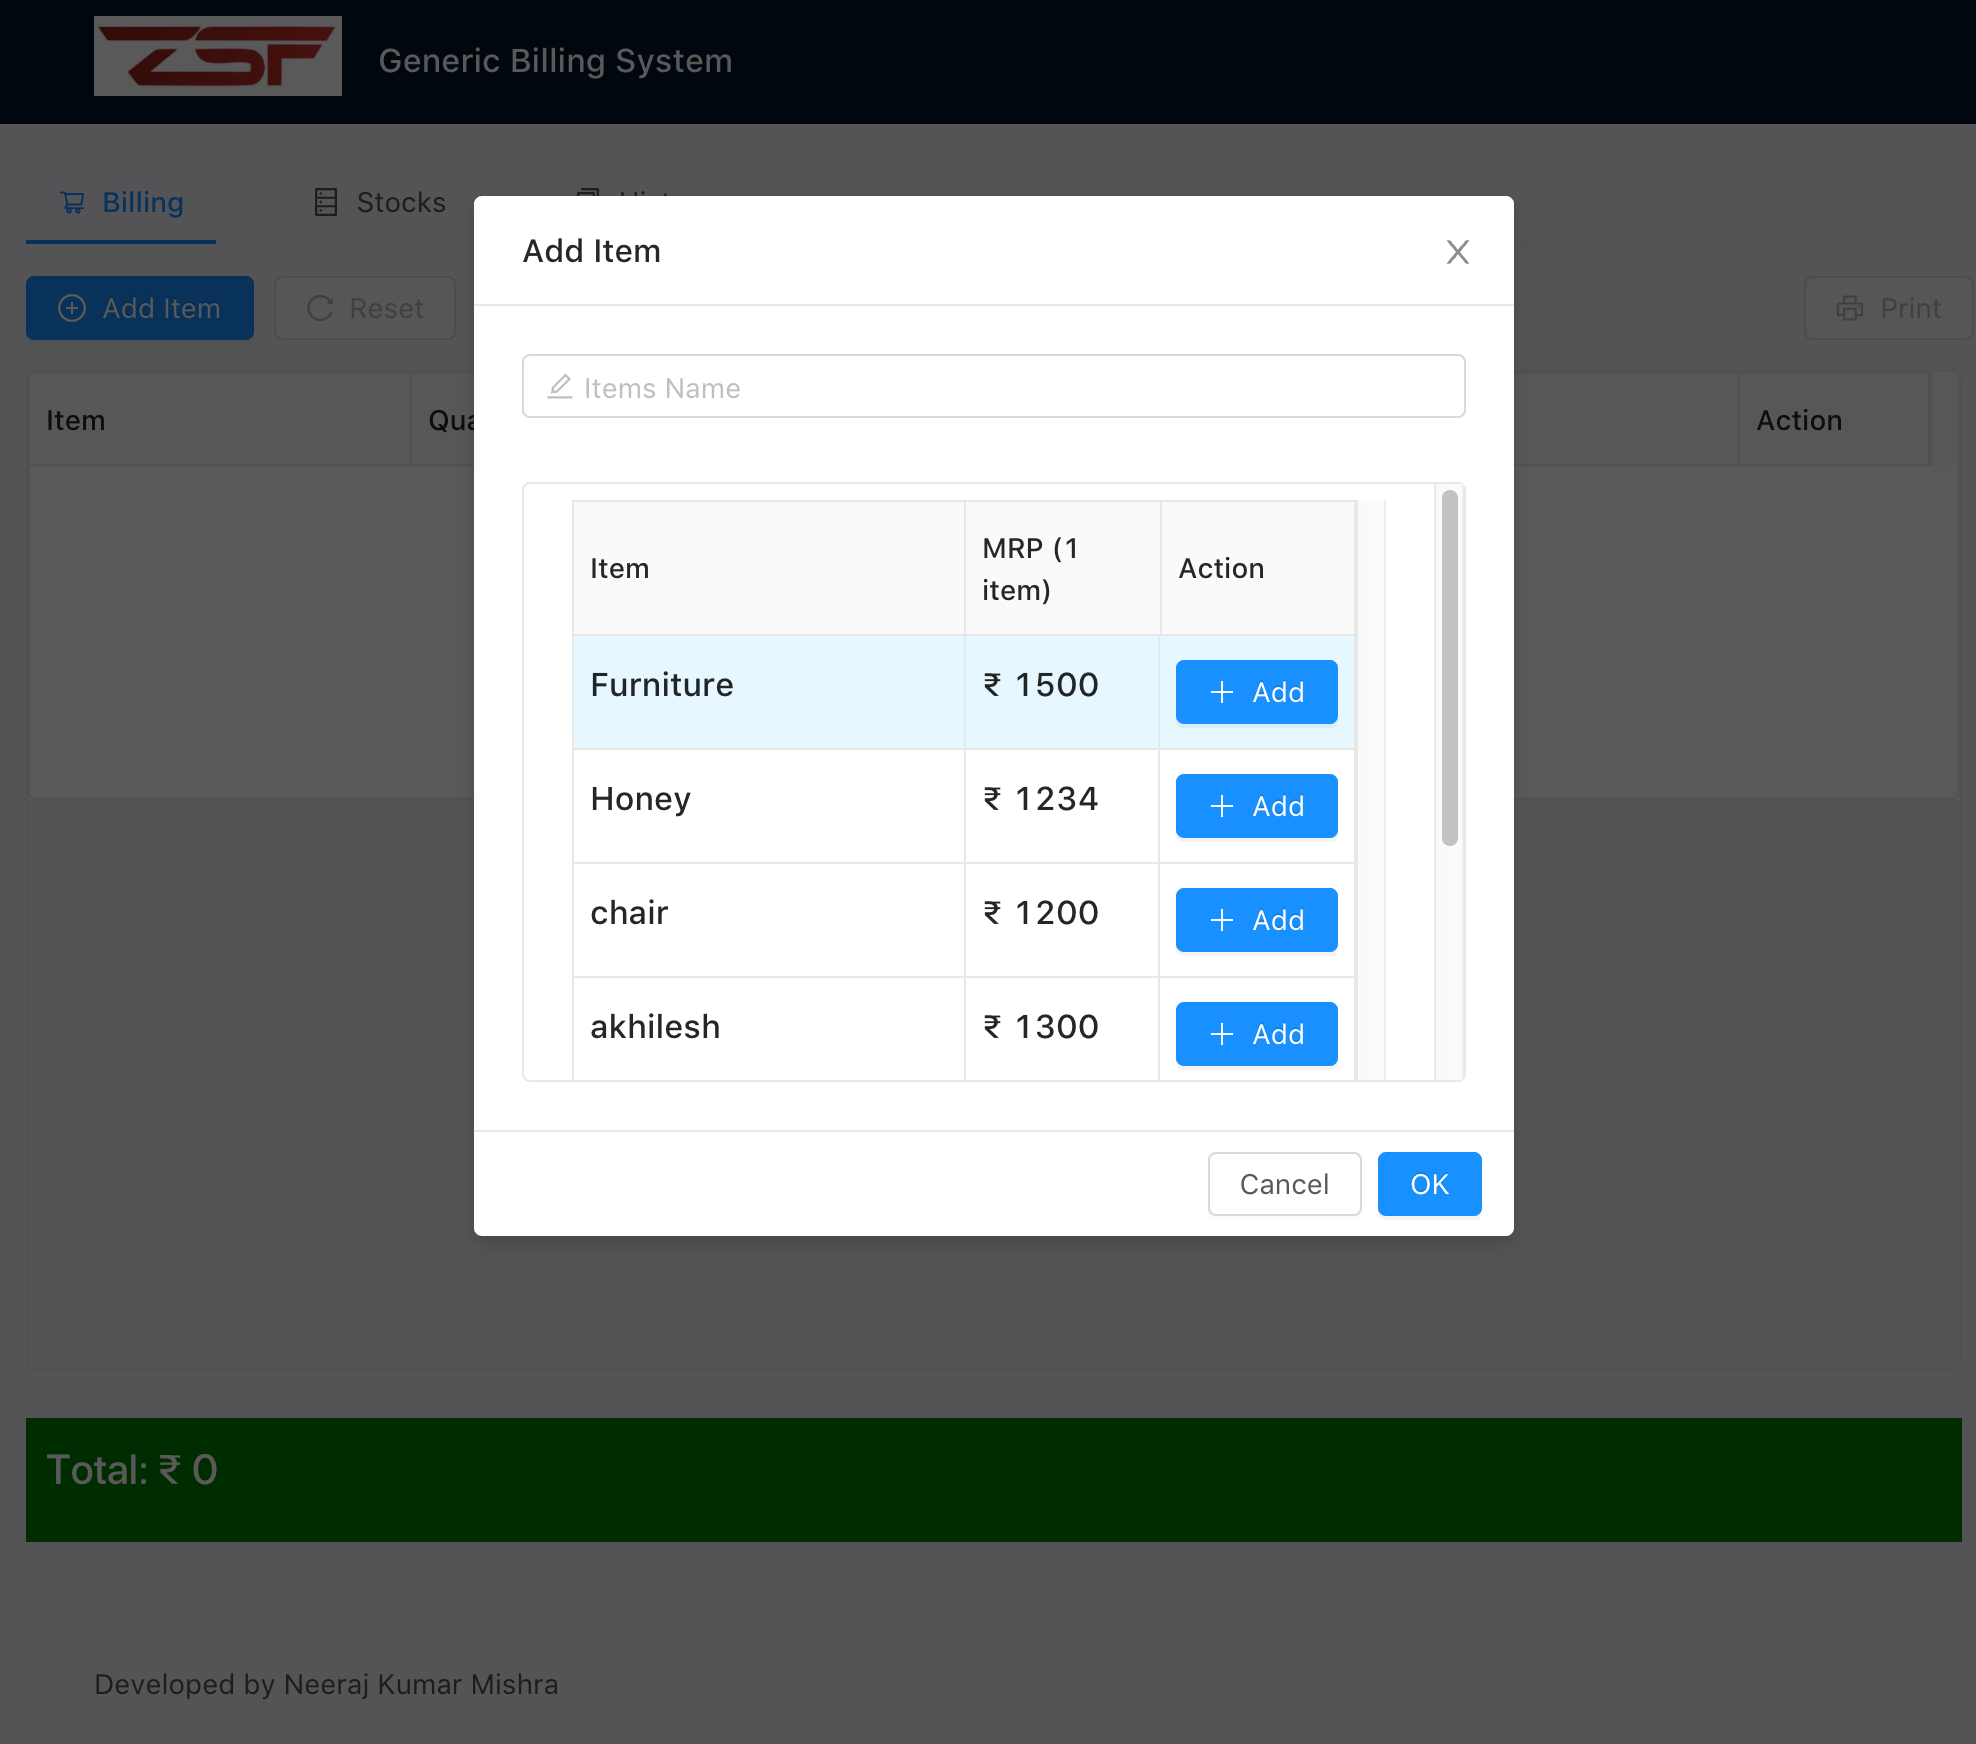 ZSF
Generic Billing System
Billing
Stocks
Add Item
Reset
Print
Item
Action
Add Item
X
Items Name
Item
MRP (1
item)
Action
Furniture
₹ 1500
+ Add
Honey
₹ 1234
+ Add
chair
₹ 1200
+ Add
akhilesh
₹ 1300
+ Add
Cancel
OK
Total: ₹ 0
Developed by Neeraj Kumar Mishra